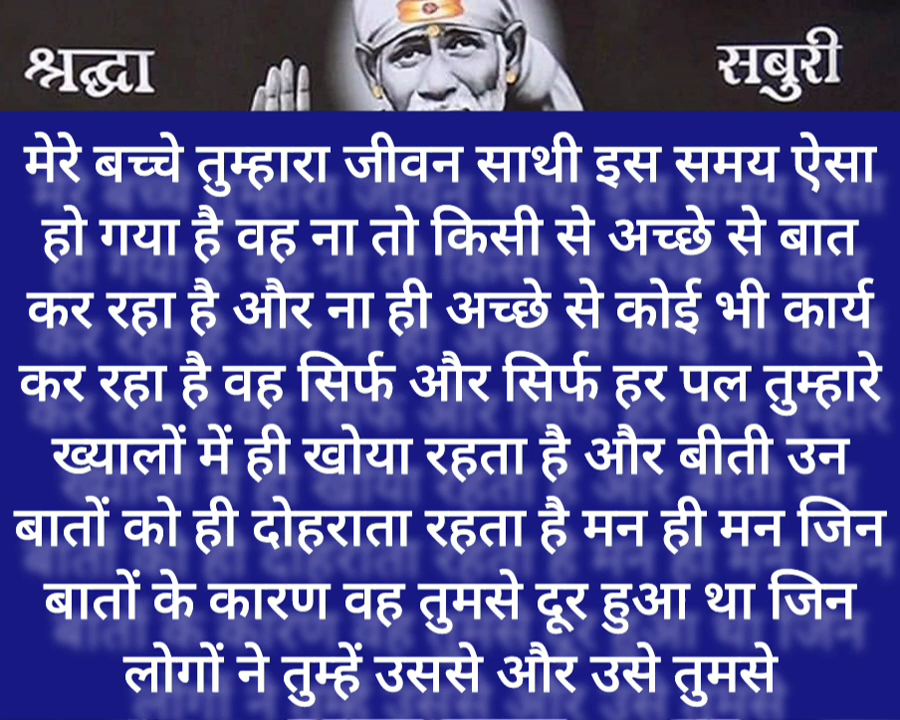 श्रद्धा
सबुरी
मेरे बच्चे तुम्हारा जीवन साथी इस समय ऐसा
हो गया है वह ना तो किसी से अच्छे से बात
कर रहा है और ना ही अच्छे से कोई भी कार्य
कर रहा है वह सिर्फ और सिर्फ हर पल तुम्हारे
ख्यालों में ही खोया रहता है और बीती उन
बातों को ही दोहराता रहता है मन ही मन जिन
बातों के कारण वह तुमसे दूर हुआ था जिन
लोगों ने तुम्हें उससे और उसे तुमसे